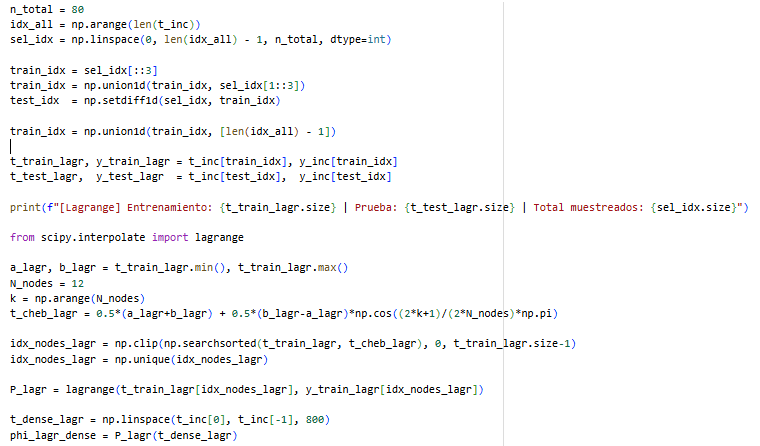 n_total = 80
idx_all = np.arange(len(t_inc))
sel_idx = np.linspace(0, len(idx_all) - 1, n_total, dtype=int)
train_idx = sel_idx[::3]
train_idx = np.union1d(train_idx, sel_idx[1::3])
test_idx  = np.setdiff1d(sel_idx, train_idx)
train_idx = np.union1d(train_idx, [len(idx_all) - 1])
t_train_lagr, y_train_lagr = t_inc[train_idx], y_inc[train_idx]
t_test_lagr,  y_test_lagr  = t_inc[test_idx],  y_inc[test_idx]
print(f"[Lagrange] Entrenamiento: {t_train_lagr.size} | Prueba: {t_test_lagr.size} | Total muestreados: {sel_idx.size}")
from scipy.interpolate import lagrange
a_lagr, b_lagr = t_train_lagr.min(), t_train_lagr.max()
N_nodes = 12
k = np.arange(N_nodes)
t_cheb_lagr = 0.5*(a_lagr+b_lagr) + 0.5*(b_lagr-a_lagr)*np.cos((2*k+1)/(2*N_nodes)*np.pi)
idx_nodes_lagr = np.clip(np.searchsorted(t_train_lagr, t_cheb_lagr), 0, t_train_lagr.size-1)
idx_nodes_lagr = np.unique(idx_nodes_lagr)
P_lagr = lagrange(t_train_lagr[idx_nodes_lagr], y_train_lagr[idx_nodes_lagr])
t_dense_lagr = np.linspace(t_inc[0], t_inc[-1], 800)
phi_lagr_dense = P_lagr(t_dense_lagr)